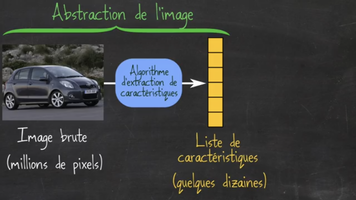 Abstraction de l'image
Algorithme
d'extraction de
caractéristiques
Image brute
(millions de pixels)
Liste de
caractéristiques
(quelques dizaines)